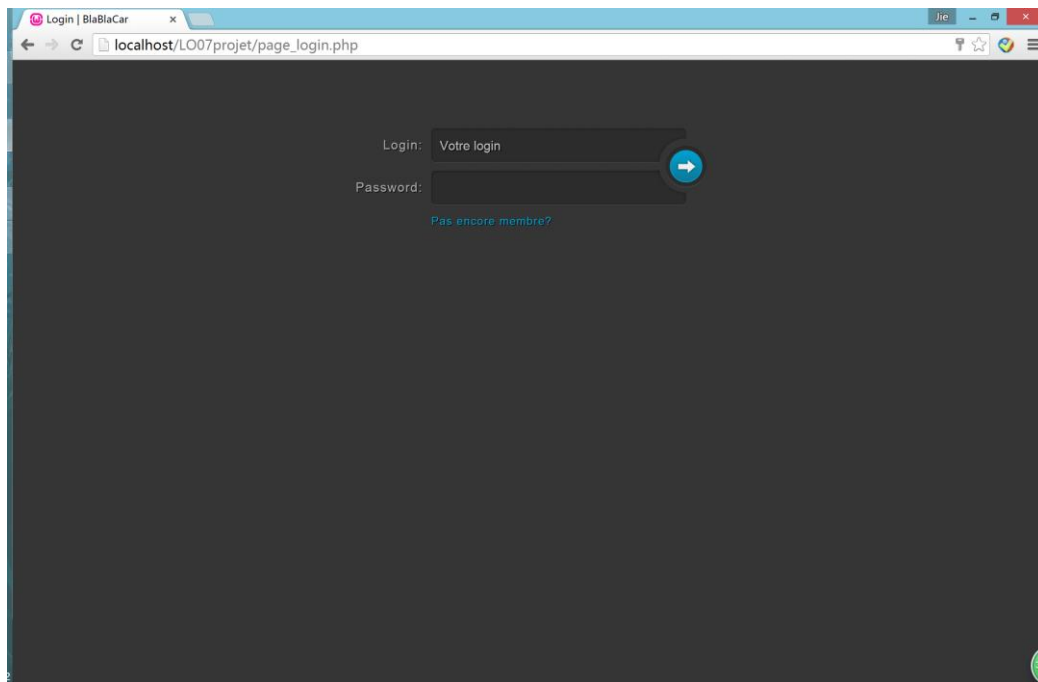 Login | BlaBlaCar
Jie
localhost/LO07projet/page_login.php
Login: Votre login
Password:
Pas encore membre?